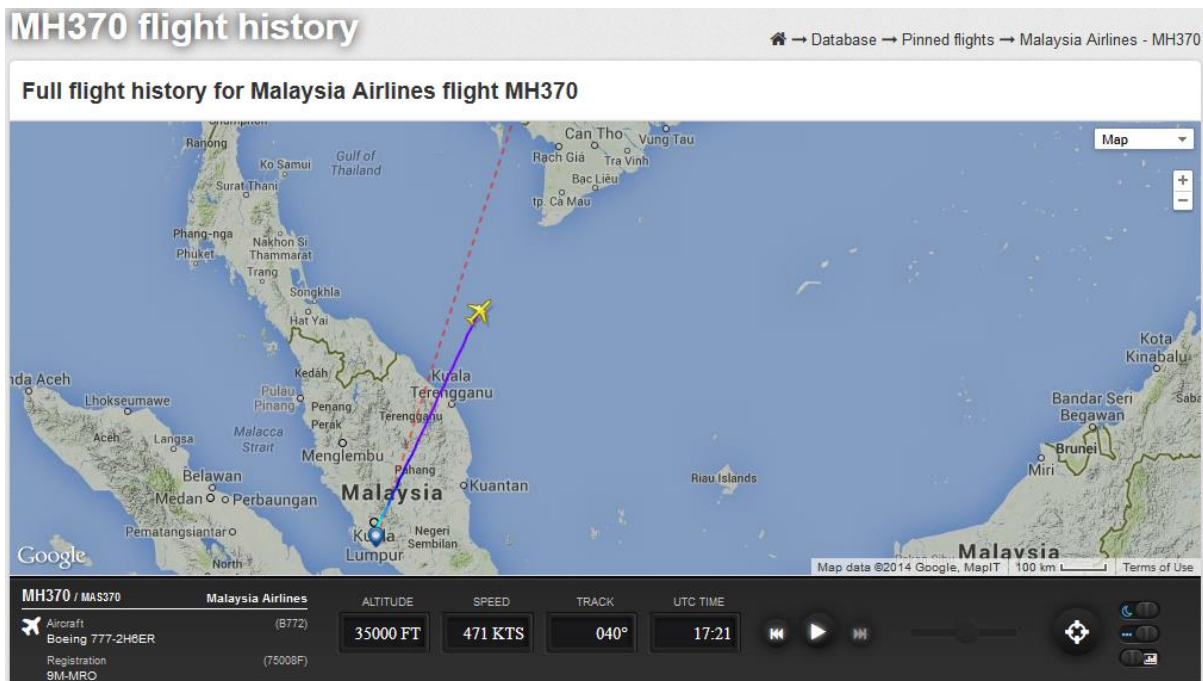 MH370 flight history
→ Database → Pinned flights → Malaysia Airlines - MH370
Full flight history for Malaysia Airlines flight MH370
Chumphon
Ranong
Can Tho
Vung Tau
Map
Rạch Giá
Trà Vinh
Gulf of
Thailand
Ko Samui
Bạc Liêu
Surat Thani
tp. Cà Mau
+
−
Phang-nga
Nakhon Si
Thammarat
Phuket
Trang
Songkhla
Hat Yai
Kota
Kinabalu
Kedah
nda Aceh
Kuala
Terengganu
Lhokseumawe
Pulau
Pinang
Penang
Terengganu
Bandar Seri
Begawan
Saba
Perak
Aceh
Langsa
Malacca
Strait
Menglembu
Brunei
Pahang
Miri
Belawan
Riau Islands
Kuantan
Medan
Perbaungan
Malaysia
Pematangsiantar
Kuala
Lumpur
Negeri
Sembilan
Malaysia
Google
North
Map data ©2014 Google, MapIT
100 km
Terms of Use
MH370 / MAS370
Malaysia Airlines
ALTITUDE
SPEED
TRACK
UTC TIME
Aircraft
(B772)
Boeing 777-2H6ER
35000 FT
471 KTS
040°
17:21
Registration
(75008F)
9M-MRO